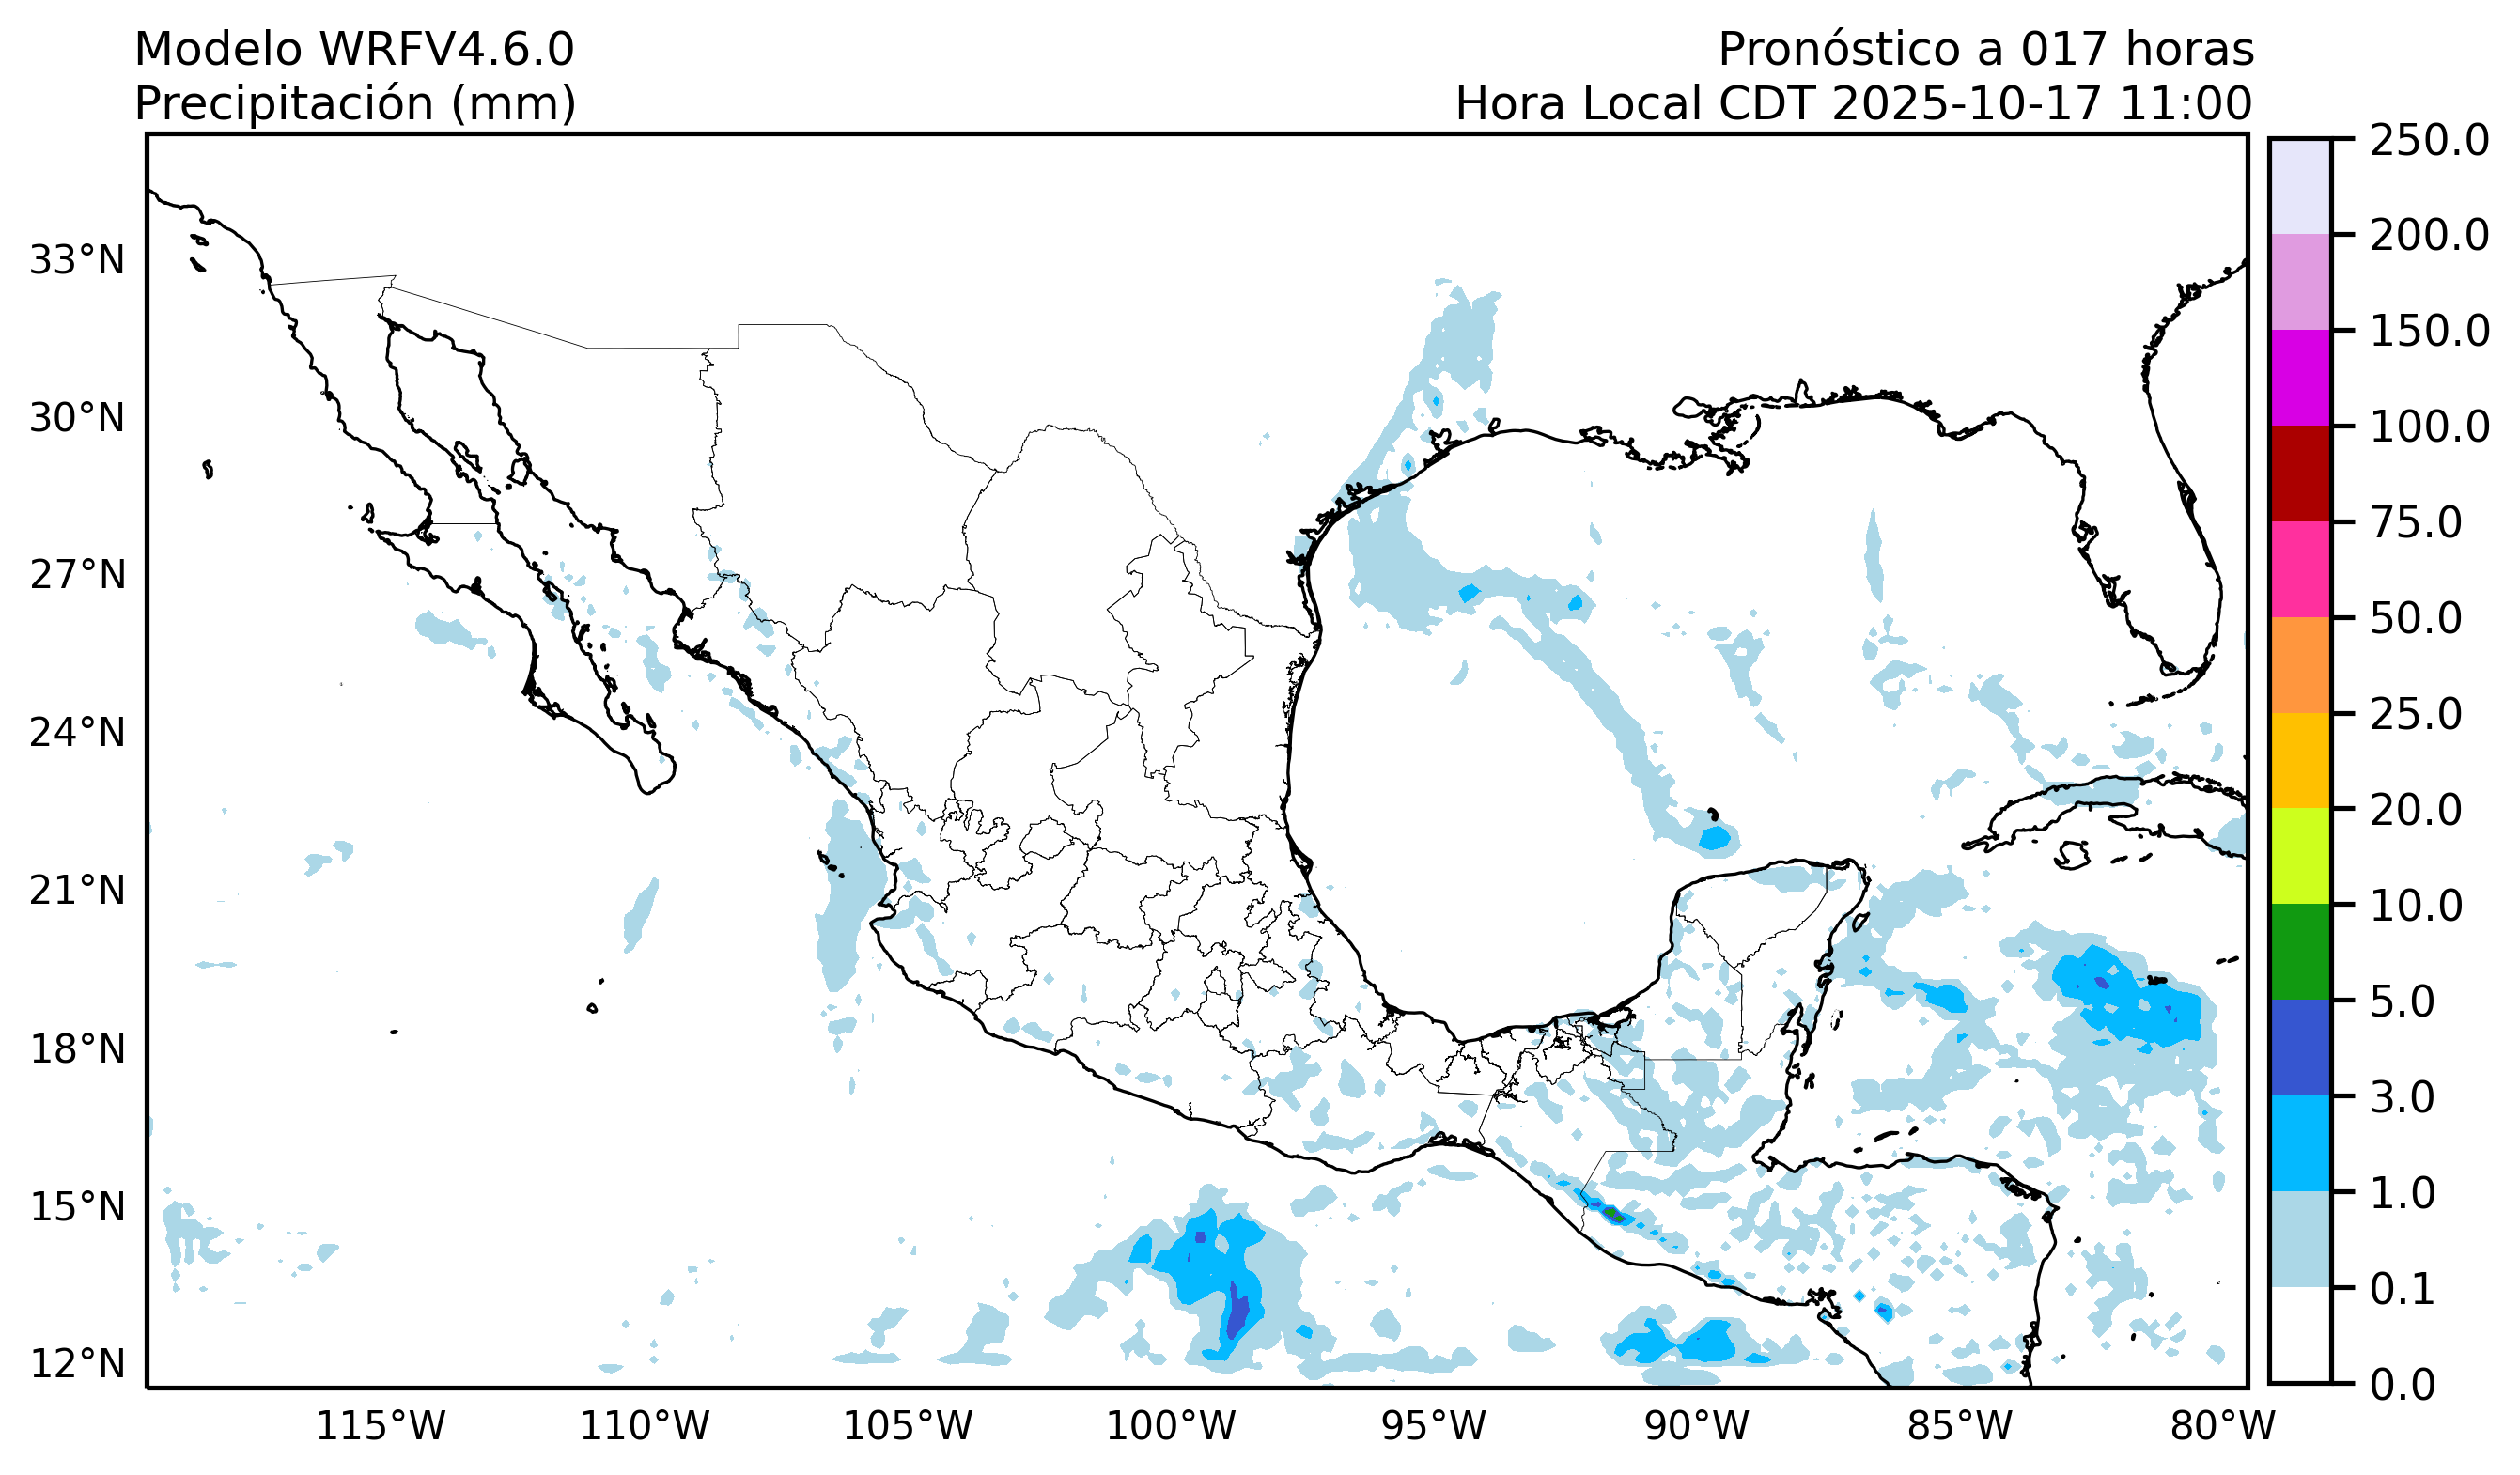 Modelo WRFV4.6.0
Precipitación (mm)
Pronóstico a 017 horas
Hora Local CDT 2025-10-17 11:00
33°N
30°N
27°N
24°N
21°N
18°N
15°N
12°N
115°W
110°W
105°W
100°W
95°W
90°W
85°W
80°W
250.0
200.0
150.0
100.0
75.0
50.0
25.0
20.0
10.0
5.0
3.0
1.0
0.1
0.0